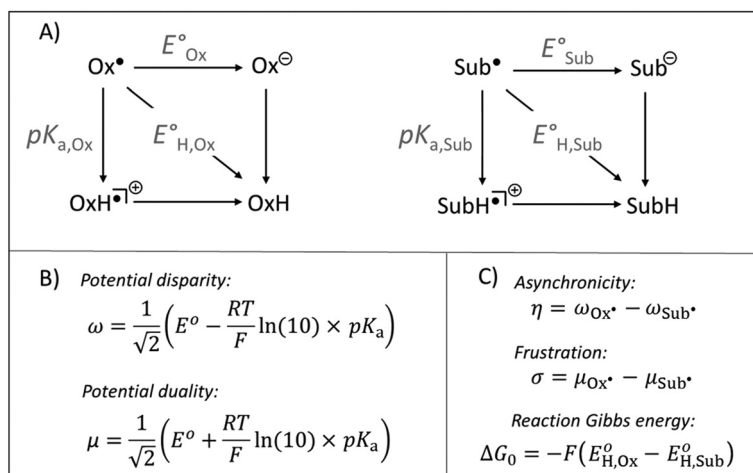 A)
Ox• E°Ox Ox⊖
Sub• E°Sub Sub⊖
pKa,Ox E°H,Ox
pKa,Sub E°H,Sub
OxH•⊕ OxH
SubH•⊕ SubH
B) Potential disparity:
ω = 1/√2 (E^o − RT/F ln(10) × pKa)
Potential duality:
μ = 1/√2 (E^o + RT/F ln(10) × pKa)
C)
Asynchronicity:
η = ωOx• − ωSub•
Frustration:
σ = μOx• − μSub•
Reaction Gibbs energy:
ΔG0 = −F(E^o H,Ox − E^o H,Sub)